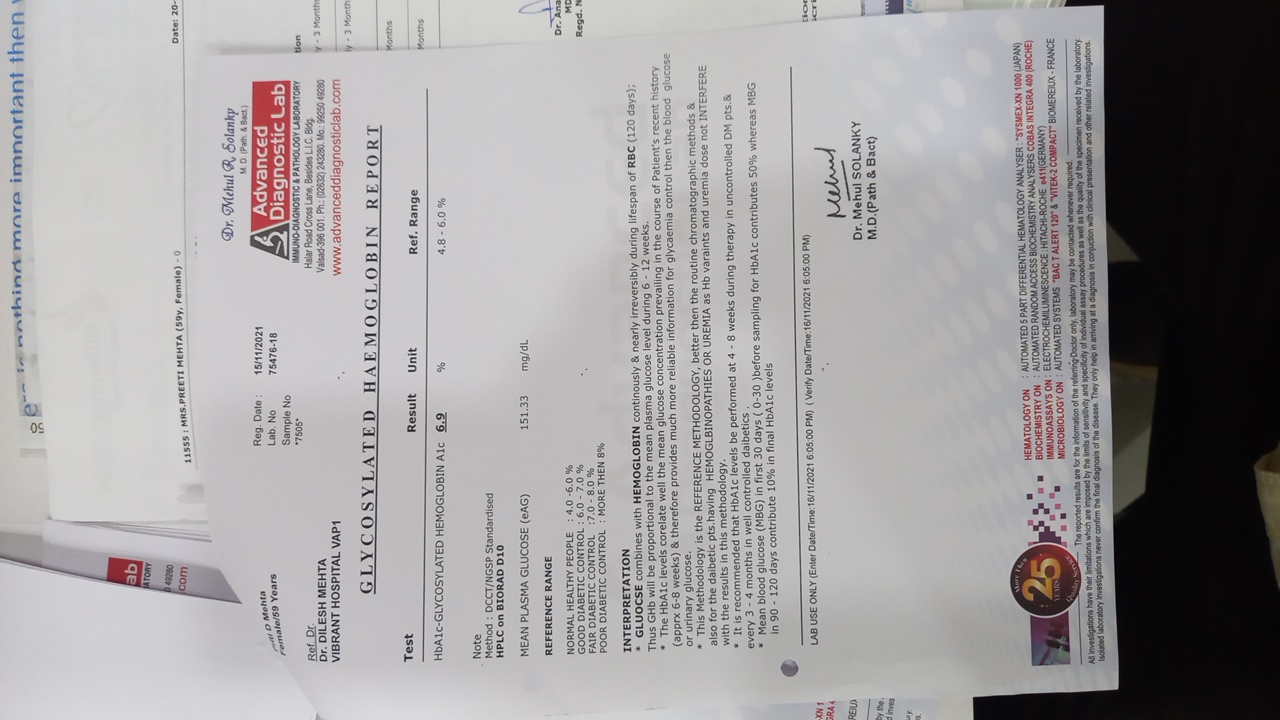 ere is nothing more important then
50
ab
ATORY
0 49280
.com
11555 : MRS.PREETI MEHTA (59y, Female) - 0
Date: 20-
D Mehta
Female/59 Years
Ref. Dr.
Dr. DILESH MEHTA
VIBRANT HOSPITAL VAP1
Reg. Date : 15/11/2021
Lab. No 75476-18
Sample No
*7505*
Dr. Mehul R. Solanky
M. D. (Path. & Bact.)
Advanced
Diagnostic Lab
IMMUNO-DIAGNOSTIC & PATHOLOGY LABORATORY
Halar Road Cross Lane, Besides L.I.C. Bldg.
Valsad-396 001. Ph.: (02632) 243280. Mo.: 99250 49280
www.advanceddiagnosticlab.com
tion
y - 3 Months
ly - 3 Month
Months
Months
GLYCOSYLATED HAEMOGLOBIN REPORT
Test Result Unit Ref. Range
HbA1c-GLYCOSYLATED HEMOGLOBIN A1c 6.9 % 4.8 - 6.0 %
Note
Method : DCCT/NGSP Standardised
HPLC on BIORAD D10
MEAN PLASMA GLUCOSE (eAG) 151.33 mg/dL
REFERENCE RANGE
NORMAL HEALTHY PEOPLE : 4.0 -6.0 %
GOOD DIABETIC CONTROL : 6.0 - 7.0 %
FAIR DIABETIC CONTROL :7.0 - 8.0 %
POOR DIABETIC CONTROL : MORE THEN 8%
Dr. Ana
MD
Regd. N
INTERPRETATION
* GLUOCSE combines with HEMOGLOBIN continously & nearly irreversibly during lifespan of RBC (120 days);
Thus GHb will be proportional to the mean plasma glucose level during 6 - 12 weeks.
* The HbA1c levels corelate well the mean glucose concentration prevailing in the course of Patient's recent history
(apprx 6-8 weeks) & therefore provides much more reliable information for glycaemia control then the blood glucose
or urinary glucose.
* This Methodology is the REFERENCE METHODOLOGY, better then the routine chromatographic methods &
also for the daibetic pts.having HEMOGLBINOPATHIES OR UREMIA as Hb varaints and uremia dose not INTERFERE
with the results in this methodology.
* It is recommended that HbA1c levels be performed at 4 - 8 weeks during therapy in uncontrolled DM pts.&
every 3 - 4 months in well controlled daibetics .
* Mean blood glucose (MBG) in first 30 days ( 0-30 )before sampling for HbA1c contributes 50% whereas MBG
in 90 - 120 days contribute 10% in final HbA1c levels
LAB USE ONLY (Enter Date/Time:16/11/2021 6:05:00 PM) ( Verify Date/Time:16/11/2021 6:05:00 PM)
Mehul
Dr. Mehul SOLANKY
M.D.(Path & Bact)
-XN 1
GRA 4
REIUX
by the
d inves
More Then
25
YEARS
Quality Service
HEMATOLOGY ON : AUTOMATED 5 PART DIFFERENTIAL HEMATOLOGY ANALYSER : "SYSMEX-XN 1000 (JAPAN)
BIOCHEMISTRY ON : AUTOMATED RANDOM ACCESS BIOCHEMISTRY ANALYSERS COBAS INTEGRA 400 (ROCHE)
IMMUNOASSAYS ON : ELECTROCHEMILUMINESCENCE : HITACHI-ROCHE e411(GERMANY)
MICROBIOLOGY ON : AUTOMATED SYSTEMS "BAC T ALERT 120" & "VITEK-2 COMPACT" BIOMEREIUX - FRANCE
The reported results are for the information of the referring Doctor only, laboratory may be contacted whenever required.
All investigations have their limitations which are imposed by the limits of sensitivity and specificity of individual assay procedures as well as the quality of the specimen received by the laboratory.
Isolated laboratory investigations never confirm the final diagnosis of the disease. They only help in arriving at a diagnosis in conjuction with clinical presentation and other related investigations.